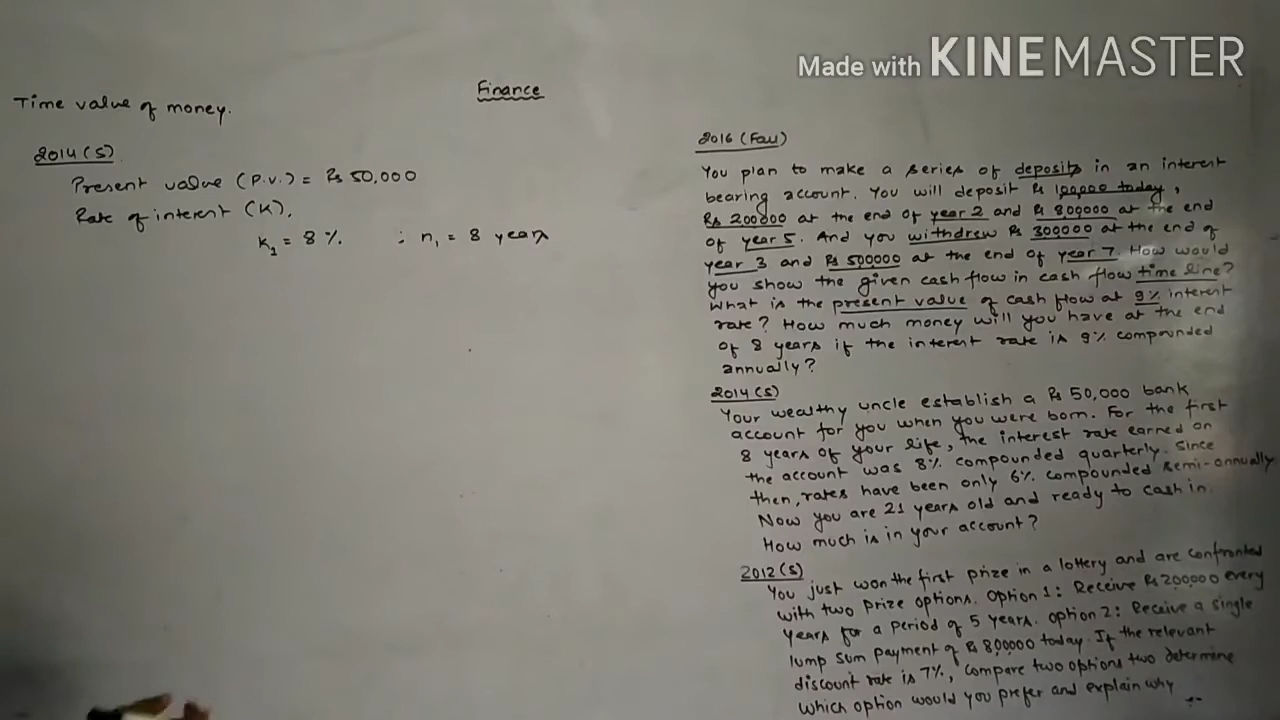 Made with KINEMASTER
Finance
Time value of money.
2014 (S)
Present value (P.V.) = Rs 50,000
Rate of interest (K).
K1 = 8 % ; n1 = 8 years
2016 (Fall)
You plan to make a series of deposits in an interest
bearing account. You will deposit Rs 100000 today,
Rs 200000 at the end of year 2 and Rs 800000 at the end
of year 5. And you withdrew Rs 300000 at the end of
year 3 and Rs 500000 at the end of year 7. How would
you show the given cash flow in cash flow time line?
What is the present value of cash flow at 9% interest
rate? How much money will you have at the end
of 8 years if the interest rate is 9% compounded
annually?
2014 (S)
Your wealthy uncle establish a Rs 50,000 bank
account for you when you were born. For the first
8 years of your life, the interest rate earned on
the account was 8% compounded quarterly. Since
then, rates have been only 6% compounded semi-annually.
Now you are 21 years old and ready to cash in.
How much is in your account?
2012 (S)
You just won the first prize in a lottery and are confronted
with two prize options. Option 1: Receive Rs 200000 every
years for a period of 5 years. Option 2: Receive a single
lump sum payment of Rs 800000 today. If the relevant
discount rate is 7%, Compare two options two determine
which option would you prefer and explain why